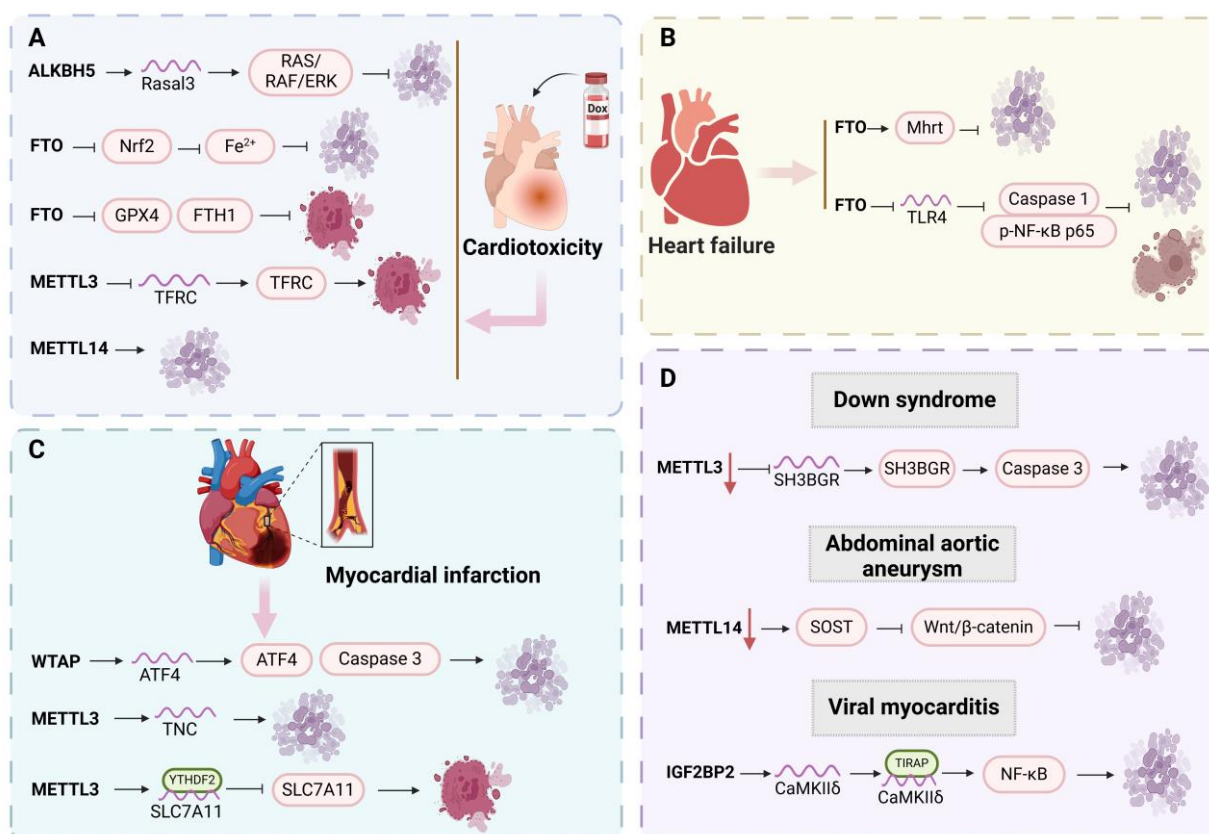 A
ALKBH5
Rasal3
RAS/
RAF/ERK
FTO
Nrf2
Fe²⁺
FTO
GPX4
FTH1
METTL3
TFRC
TFRC
METTL14
Dox
Cardiotoxicity
B
Heart failure
FTO
Mhrt
FTO
TLR4
Caspase 1
p-NF-κB p65
C
Myocardial infarction
WTAP
ATF4
ATF4
Caspase 3
METTL3
TNC
METTL3
YTHDF2
SLC7A11
SLC7A11
D
Down syndrome
METTL3
SH3BGR
SH3BGR
Caspase 3
Abdominal aortic
aneurysm
METTL14
SOST
Wnt/β-catenin
Viral myocarditis
IGF2BP2
CaMKIIδ
TIRAP
CaMKIIδ
NF-κB